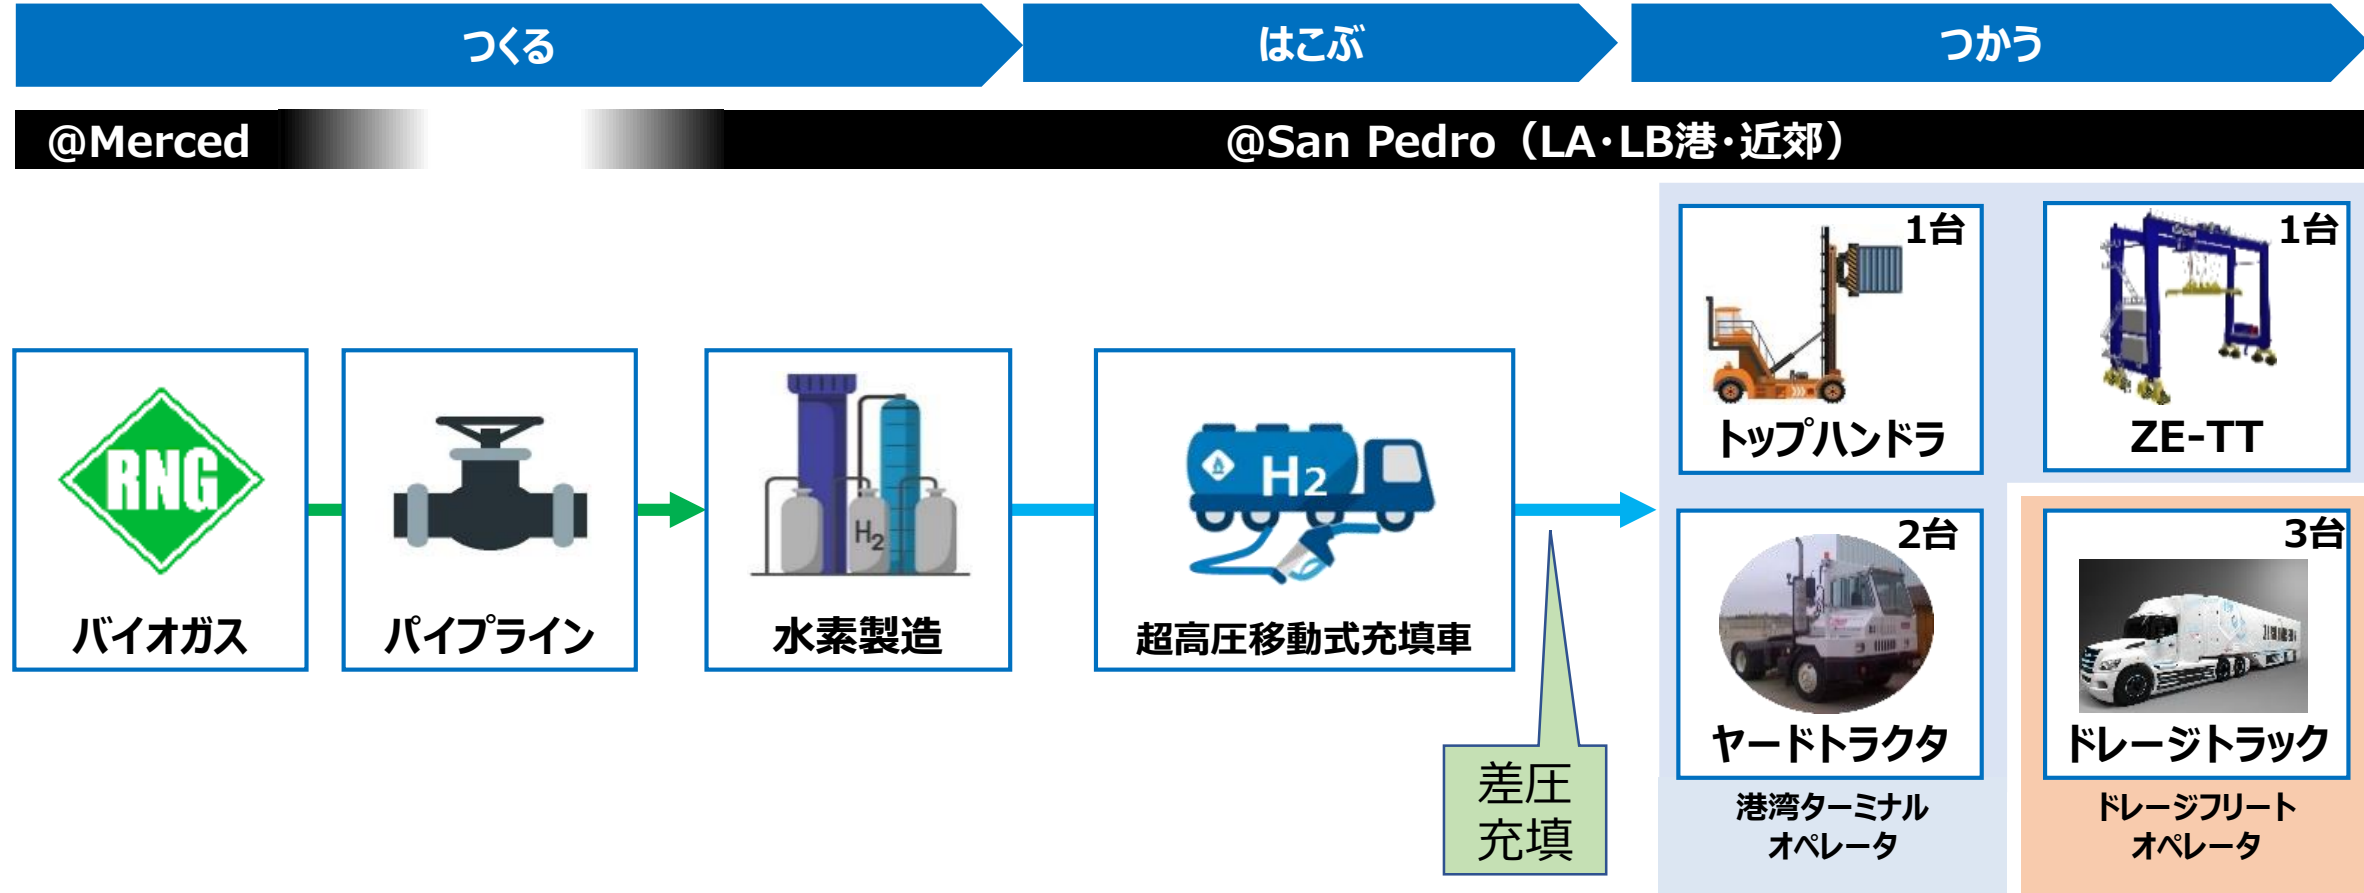 つくる
はこぶ
つかう
@Merced
@San Pedro（LA・LB港・近郊）
RNG
バイオガス
パイプライン
H2
水素製造
H2
超高圧移動式充填車
差圧
充填
1台
トップハンドラ
1台
ZE-TT
2台
ヤードトラクタ
3台
ドレージトラック
港湾ターミナル
オペレータ
ドレージフリート
オペレータ